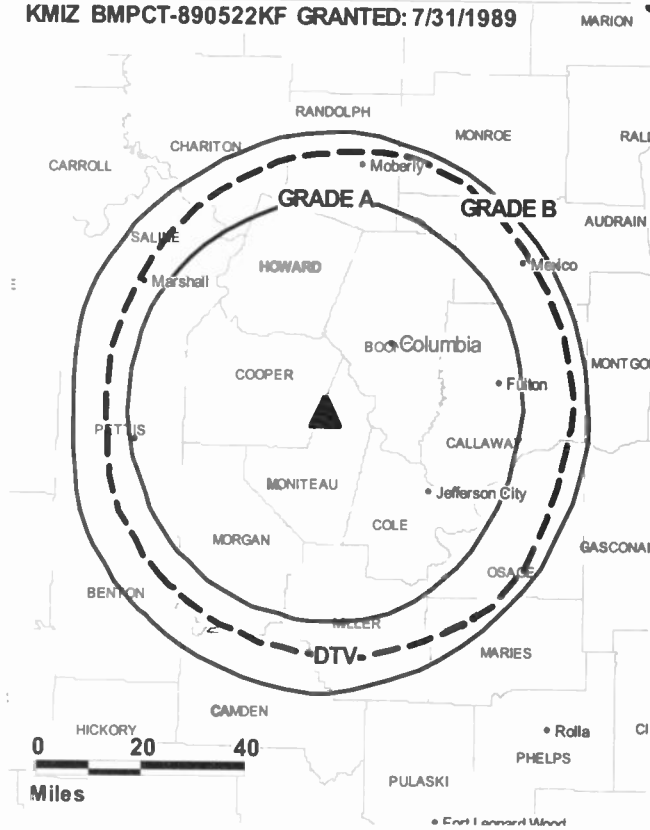 KMIZ BMPCT-890522KF GRANTED: 7/31/1989
MARION
RANDOLPH
MONROE
CHARITON
CARROLL
Moberly
GRADE A
GRADE B
AUDRAIN
SALINE
Mexico
HOWARD
Marshall
Columbia
COOPER
Fulton
PETTIS
CALLAWAY
MONITEAU
Jefferson City
COLE
MORGAN
OSAGE
BENTON
MILLER
DTV
MARIES
CAMDEN
HICKORY
Rolla
0 20 40
PHELPS
Miles
PULASKI
Fort Leonard Wood